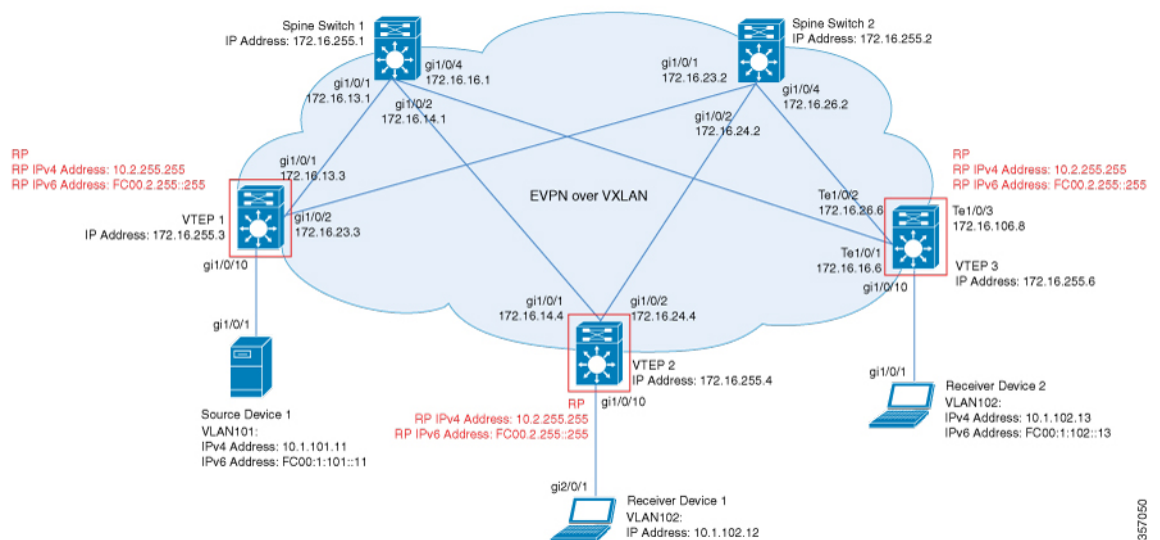 Spine Switch 1
IP Address: 172.16.255.1
Spine Switch 2
IP Address: 172.16.255.2
gi1/0/4
172.16.16.1
gi1/0/1
172.16.13.1
gi1/0/2
172.16.14.1
gi1/0/1
172.16.23.2
gi1/0/4
172.16.26.2
gi1/0/2
172.16.24.2
RP
RP IPv4 Address: 10.2.255.255
RP IPv6 Address: FC00.2.255::255
gi1/0/1
172.16.13.3
VTEP 1
IP Address: 172.16.255.3
gi1/0/2
172.16.23.3
gi1/0/10
EVPN over VXLAN
RP
RP IPv4 Address: 10.2.255.255
RP IPv6 Address: FC00.2.255::255
Te1/0/2
172.16.26.6
Te1/0/3
172.16.106.8
Te1/0/1
172.16.16.6
gi1/0/10
VTEP 3
IP Address: 172.16.255.6
gi1/0/1
172.16.14.4
gi1/0/2
172.16.24.4
VTEP 2
IP Address: 172.16.255.4
gi1/0/10
RP
RP IPv4 Address: 10.2.255.255
RP IPv6 Address: FC00.2.255::255
gi1/0/1
Source Device 1
VLAN101:
IPv4 Address: 10.1.101.11
IPv6 Address: FC00:1:101::11
gi2/0/1
Receiver Device 1
VLAN102:
IP Address: 10.1.102.12
gi1/0/1
Receiver Device 2
VLAN102:
IPv4 Address: 10.1.102.13
IPv6 Address: FC00:1:102::13
357050